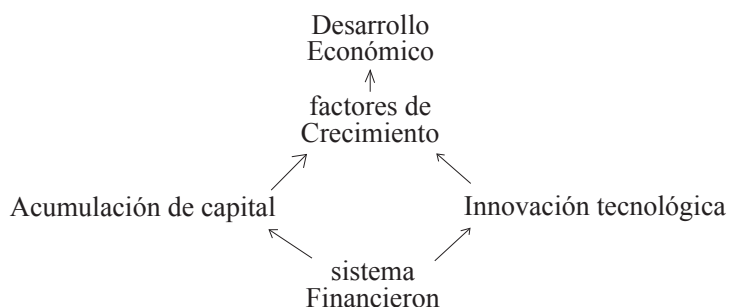 Desarrollo
Económico
factores de
Crecimiento
Acumulación de capital
Innovación tecnológica
sistema
Financieron